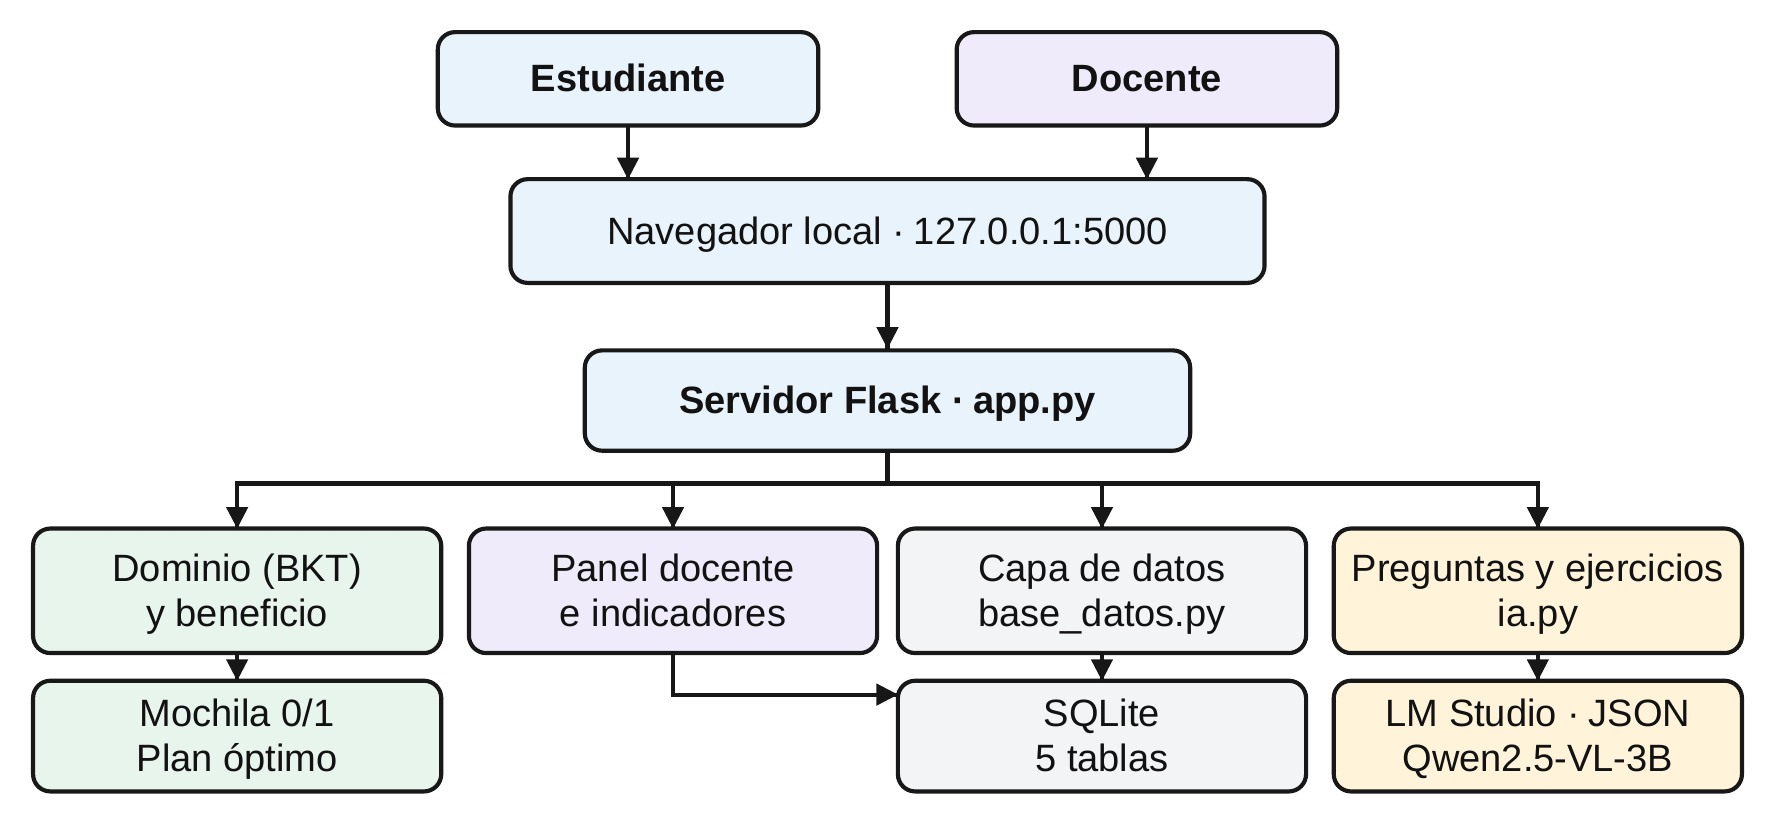 Estudiante
Docente
Navegador local · 127.0.0.1:5000
Servidor Flask · app.py
Dominio (BKT)
y beneficio
Panel docente
e indicadores
Capa de datos
base_datos.py
Preguntas y ejercicios
ia.py
Mochila 0/1
Plan óptimo
SQLite
5 tablas
LM Studio · JSON
Qwen2.5-VL-3B